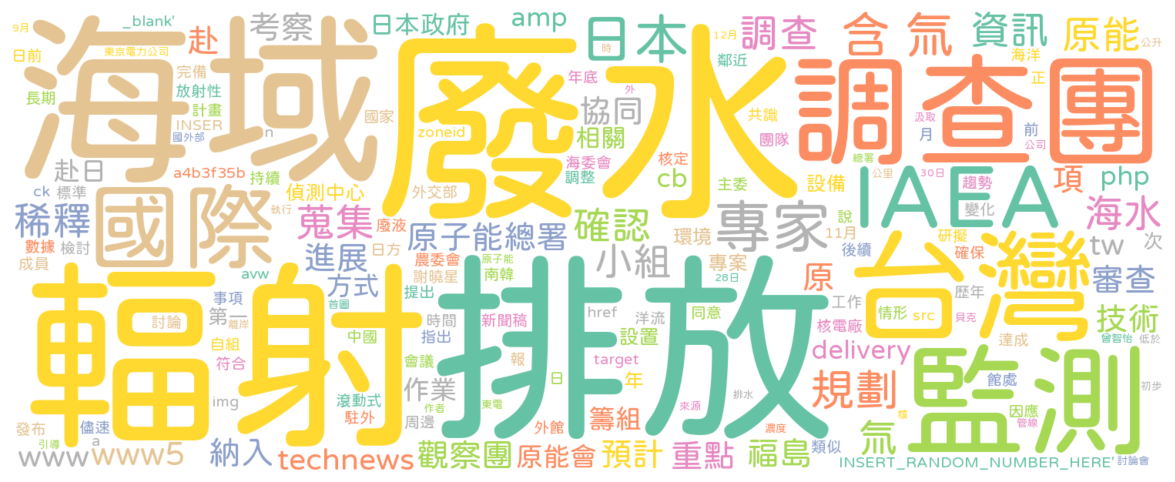 9月 _blank' 考察 日本政府 amp 日本 時 12月 調查 含 氚 資訊 原能 公升
日前 東京電力公司 赴 鄰近 海洋 正
海域 廢水 調查團
完備 放射性 年底 外 共識
長期 計畫 協同 汲取
INSER 國家 zoneid 相關 團隊 月 前
國外部 n 海委會 核定 總署 公司
赴日 a4b3f35b 調整 cb 主委 設備 公里 30日 項 php
ck 標準 持續 偵測中心 外交部 IAEA 趨勢
稀釋 國際 蒐集 執行 廢液 確認 專家 說 變化 海水
數據 檢討 進展 日方 原子能總署 環境 11月 後續 研擬 確保 tw 次
成員 avw 農委會 原子能 小組 專案
方式 謝曉星 南韓 28日 原 台灣 審查
事項 首圖 提出
輻射 排放
第一 討論 離岸 時間 新聞稿 href 洋流 同意 工作 情形 src 歷年 技術
中國 指出 設置 核電廠 貝克 曾智怡 低於
自組 符合 會議 報 target delivery 達成
監測
img 滾動式 作業 日 年 規劃 館處 初步
發布 儘速 駐外 周邊 作者 東電 外館 籌組 來源 排水 因應 管線
引導 a 氚 核
www www5 納入 technews 觀察團 原能會 預計 重點 濃度 福島 類似
INSERT_RANDOM_NUMBER_HERE' 討論會